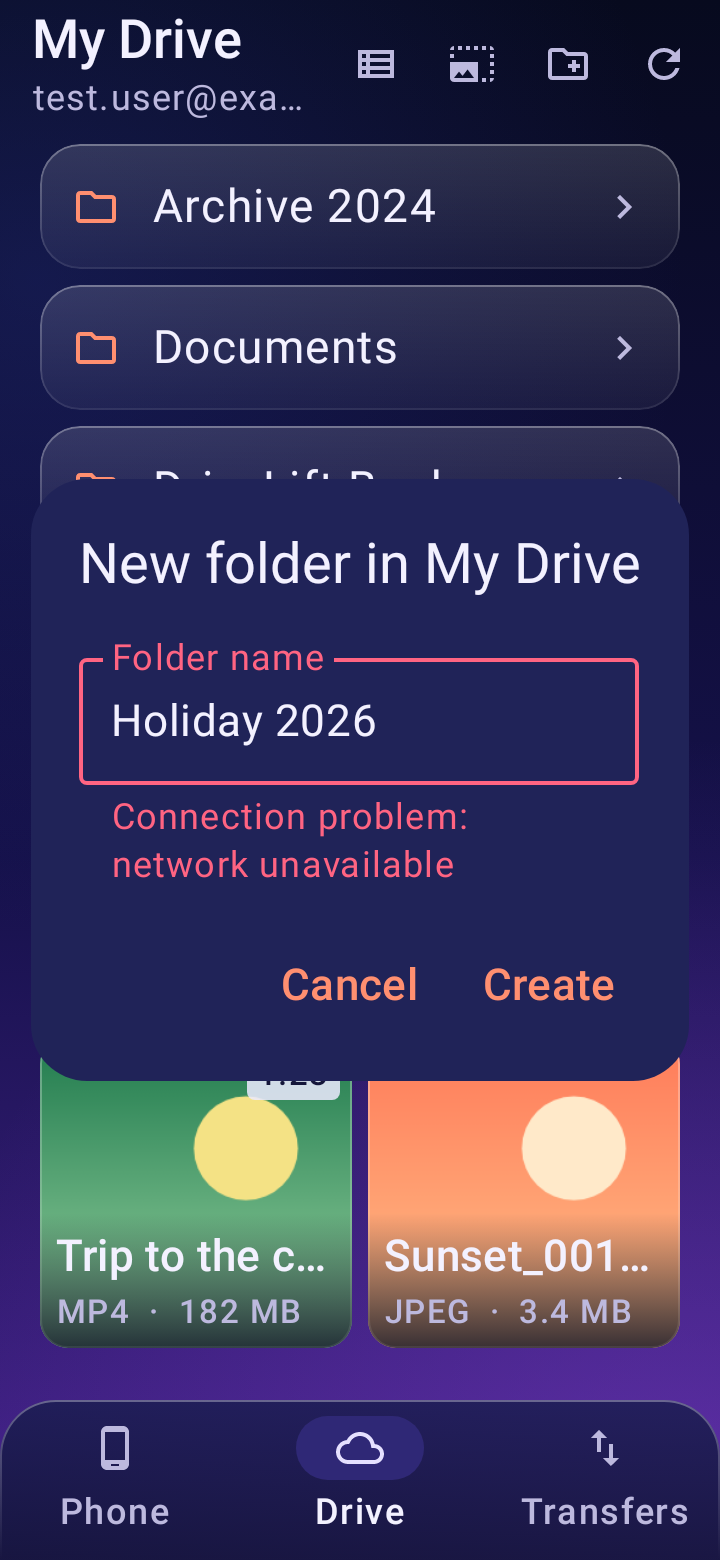 My Drive
test.user@exa...
Archive 2024
Documents
New folder in My Drive
Folder name
Holiday 2026
Connection problem:
network unavailable
Cancel
Create
Trip to the c...
MP4 · 182 MB
Sunset_001...
JPEG · 3.4 MB
Phone
Drive
Transfers